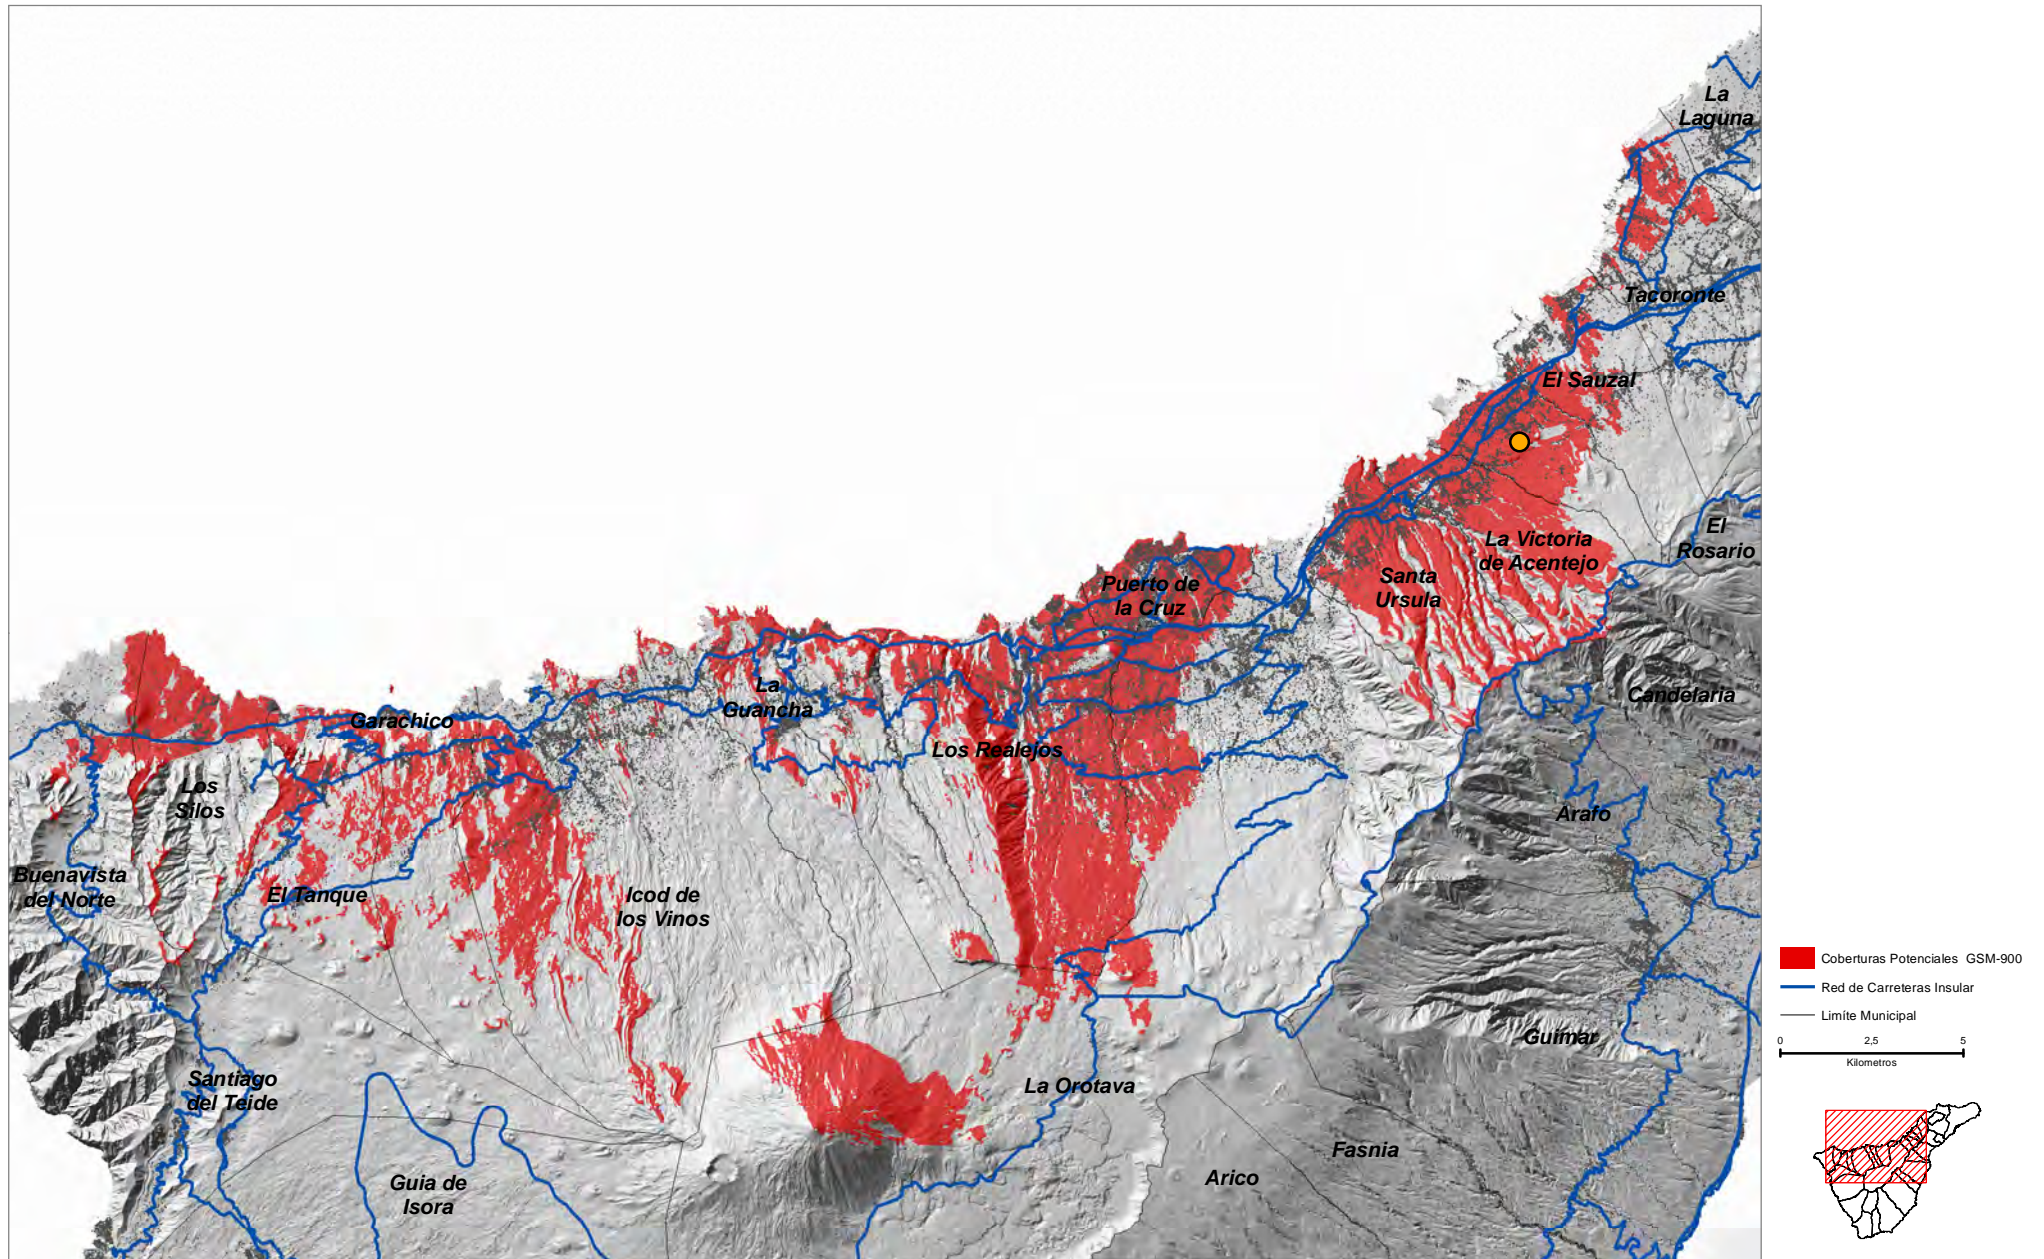 La
Laguna
Tacoronte
El Sauzal
El
Rosario
La Victoria
de Acentejo
Santa
Ursula
Puerto de
la Cruz
Candelaria
La
Guancha
Garachico
Los Realejos
Los
Silos
Arafo
Buenavista
del Norte
El Tanque
Icod de
los Vinos
Guimar
Santiago
del Teide
La Orotava
Fasnia
Arico
Guia de
Isora
Coberturas Potenciales GSM-900
Red de Carreteras Insular
Limíte Municipal
0 2,5 5
Kilometros